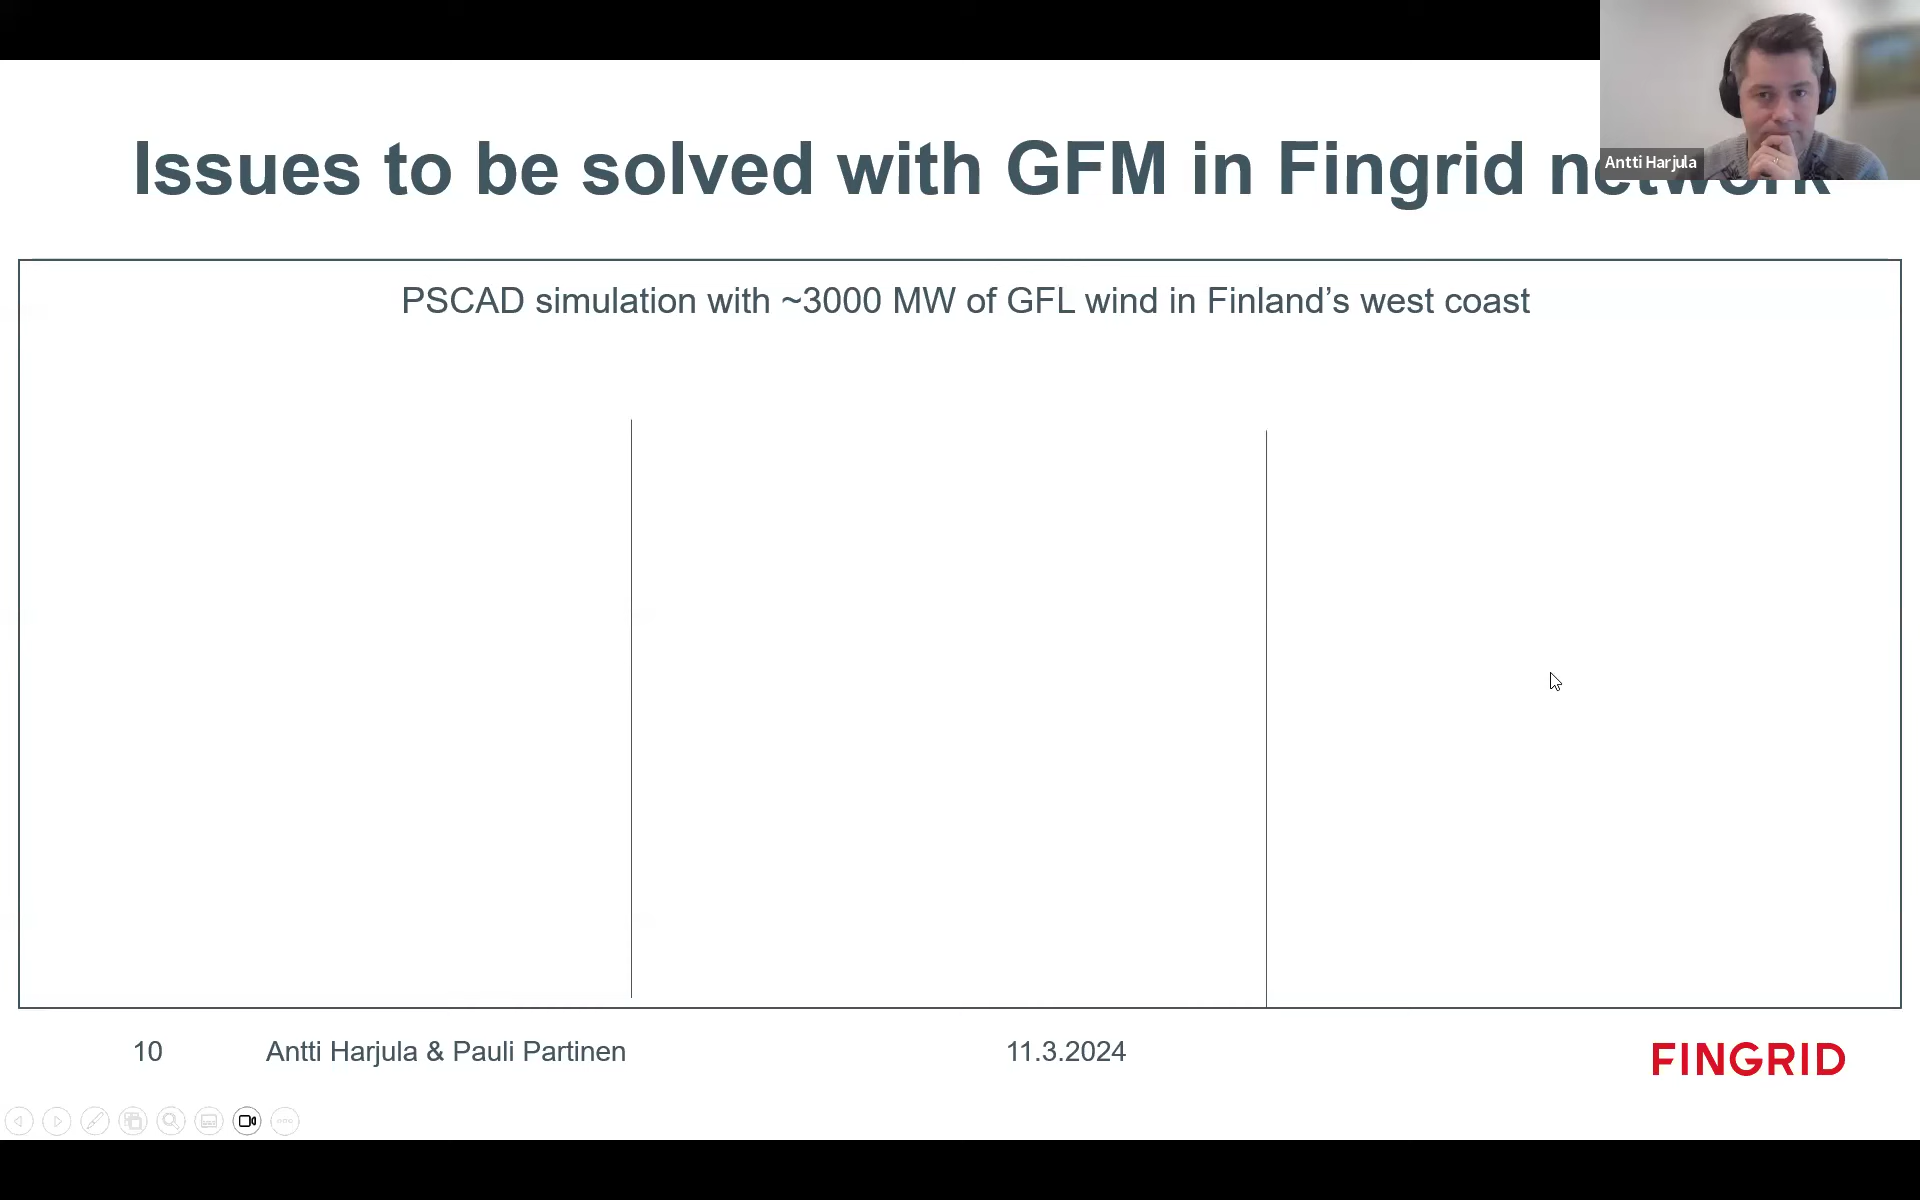 Issues to be solved with GFM in Fingrid network
Antti Harjula
PSCAD simulation with ~3000 MW of GFL wind in Finland’s west coast
10 Antti Harjula & Pauli Partinen 11.3.2024 FINGRID